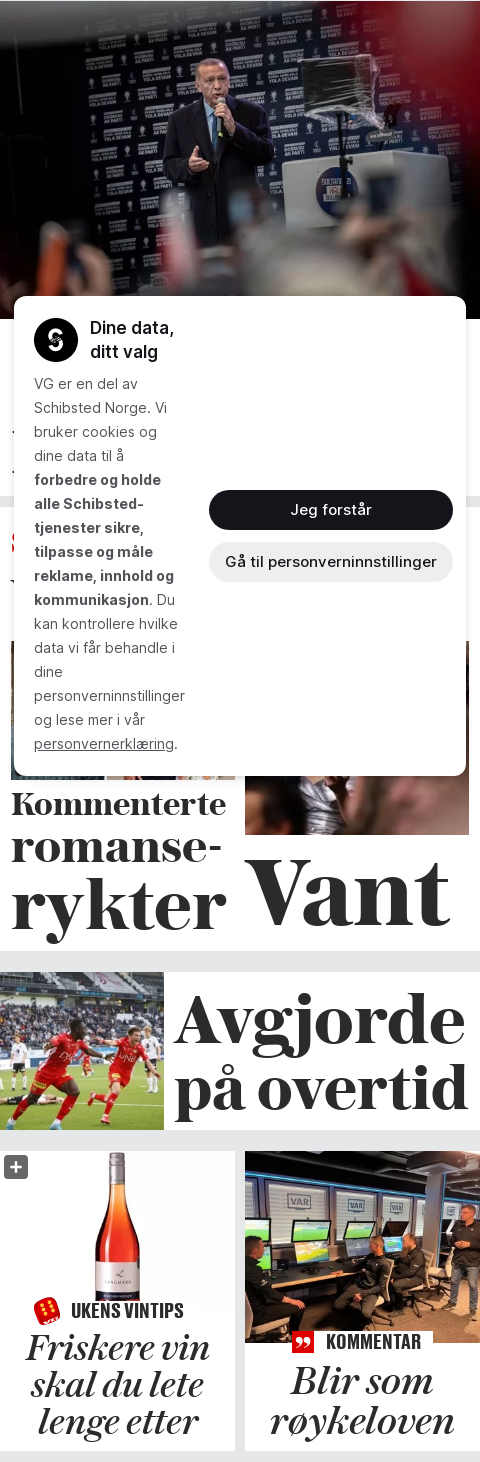 Dine data,
ditt valg
VG er en del av
Schibsted Norge. Vi
bruker cookies og
dine data til å
forbedre og holde
alle Schibsted-
tjenester sikre,
tilpasse og måle
reklame, innhold og
kommunikasjon. Du
kan kontrollere hvilke
data vi får behandle i
dine
personverninnstillinger
og lese mer i vår
personvernerklæring.
Jeg forstår
Gå til personverninnstillinger
Kommenterte
romanse-
rykter
Vant
Avgjorde
på overtid
UKENS VINTIPS
Friskere vin
skal du lete
lenge etter
VAR
KOMMENTAR
Blir som
røykeloven